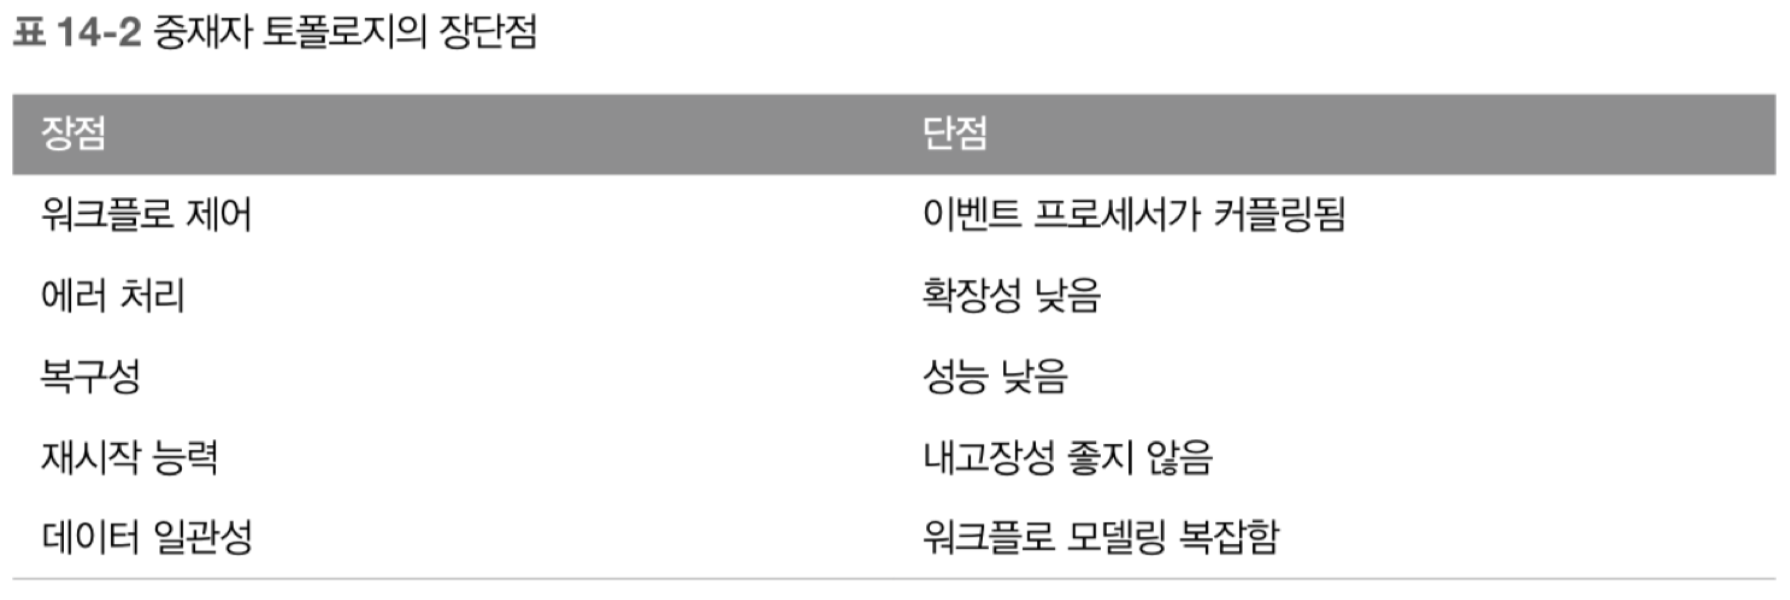 표 14-2 중재자 토폴로지의 장단점
장점 단점
워크플로 제어 이벤트 프로세서가 커플링됨
에러 처리 확장성 낮음
복구성 성능 낮음
재시작 능력 내고장성 좋지 않음
데이터 일관성 워크플로 모델링 복잡함